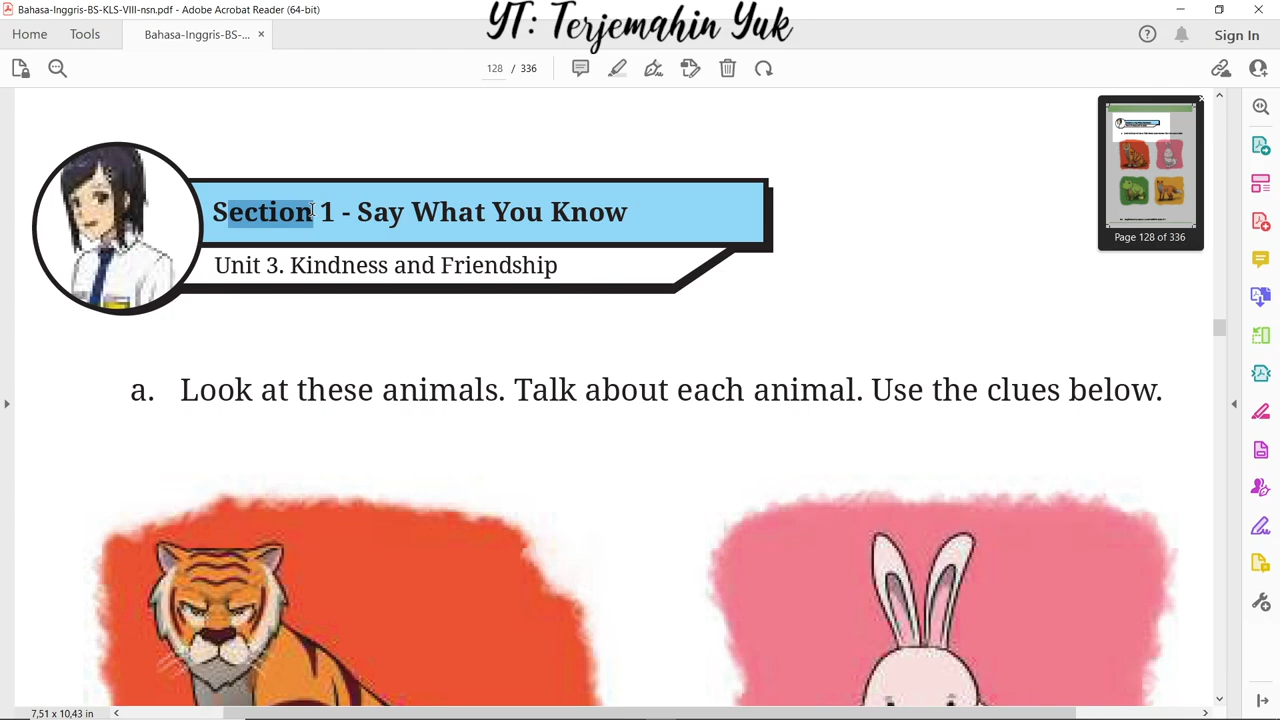 Bahasa-Inggris-BS-KLS-VIII-nsn.pdf - Adobe Acrobat Reader (64-bit)
YT: Terjemahin Yuk
Home Tools Bahasa-Inggris-BS-... × Sign In
128 / 336
Section 1 - Say What You Know
Unit 3. Kindness and Friendship
Page 128 of 336
a. Look at these animals. Talk about each animal. Use the clues below.
7,51 x 10,43 in